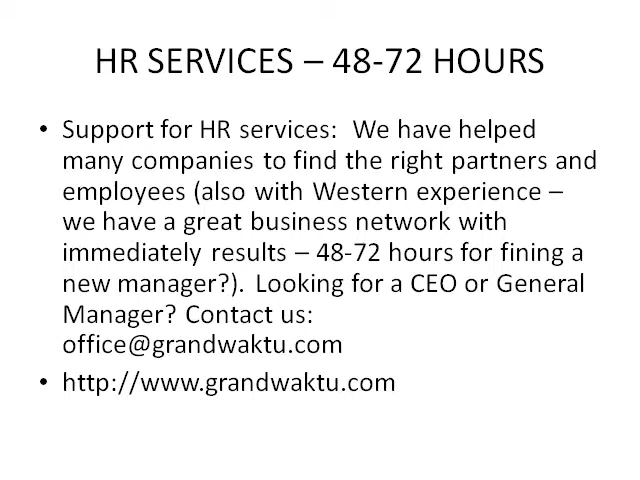 HR SERVICES – 48-72 HOURS
• Support for HR services:  We have helped
many companies to find the right partners and
employees (also with Western experience –
we have a great business network with
immediately results – 48-72 hours for fining a
new manager?).  Looking for a CEO or General
Manager? Contact us:
office@grandwaktu.com
• http://www.grandwaktu.com